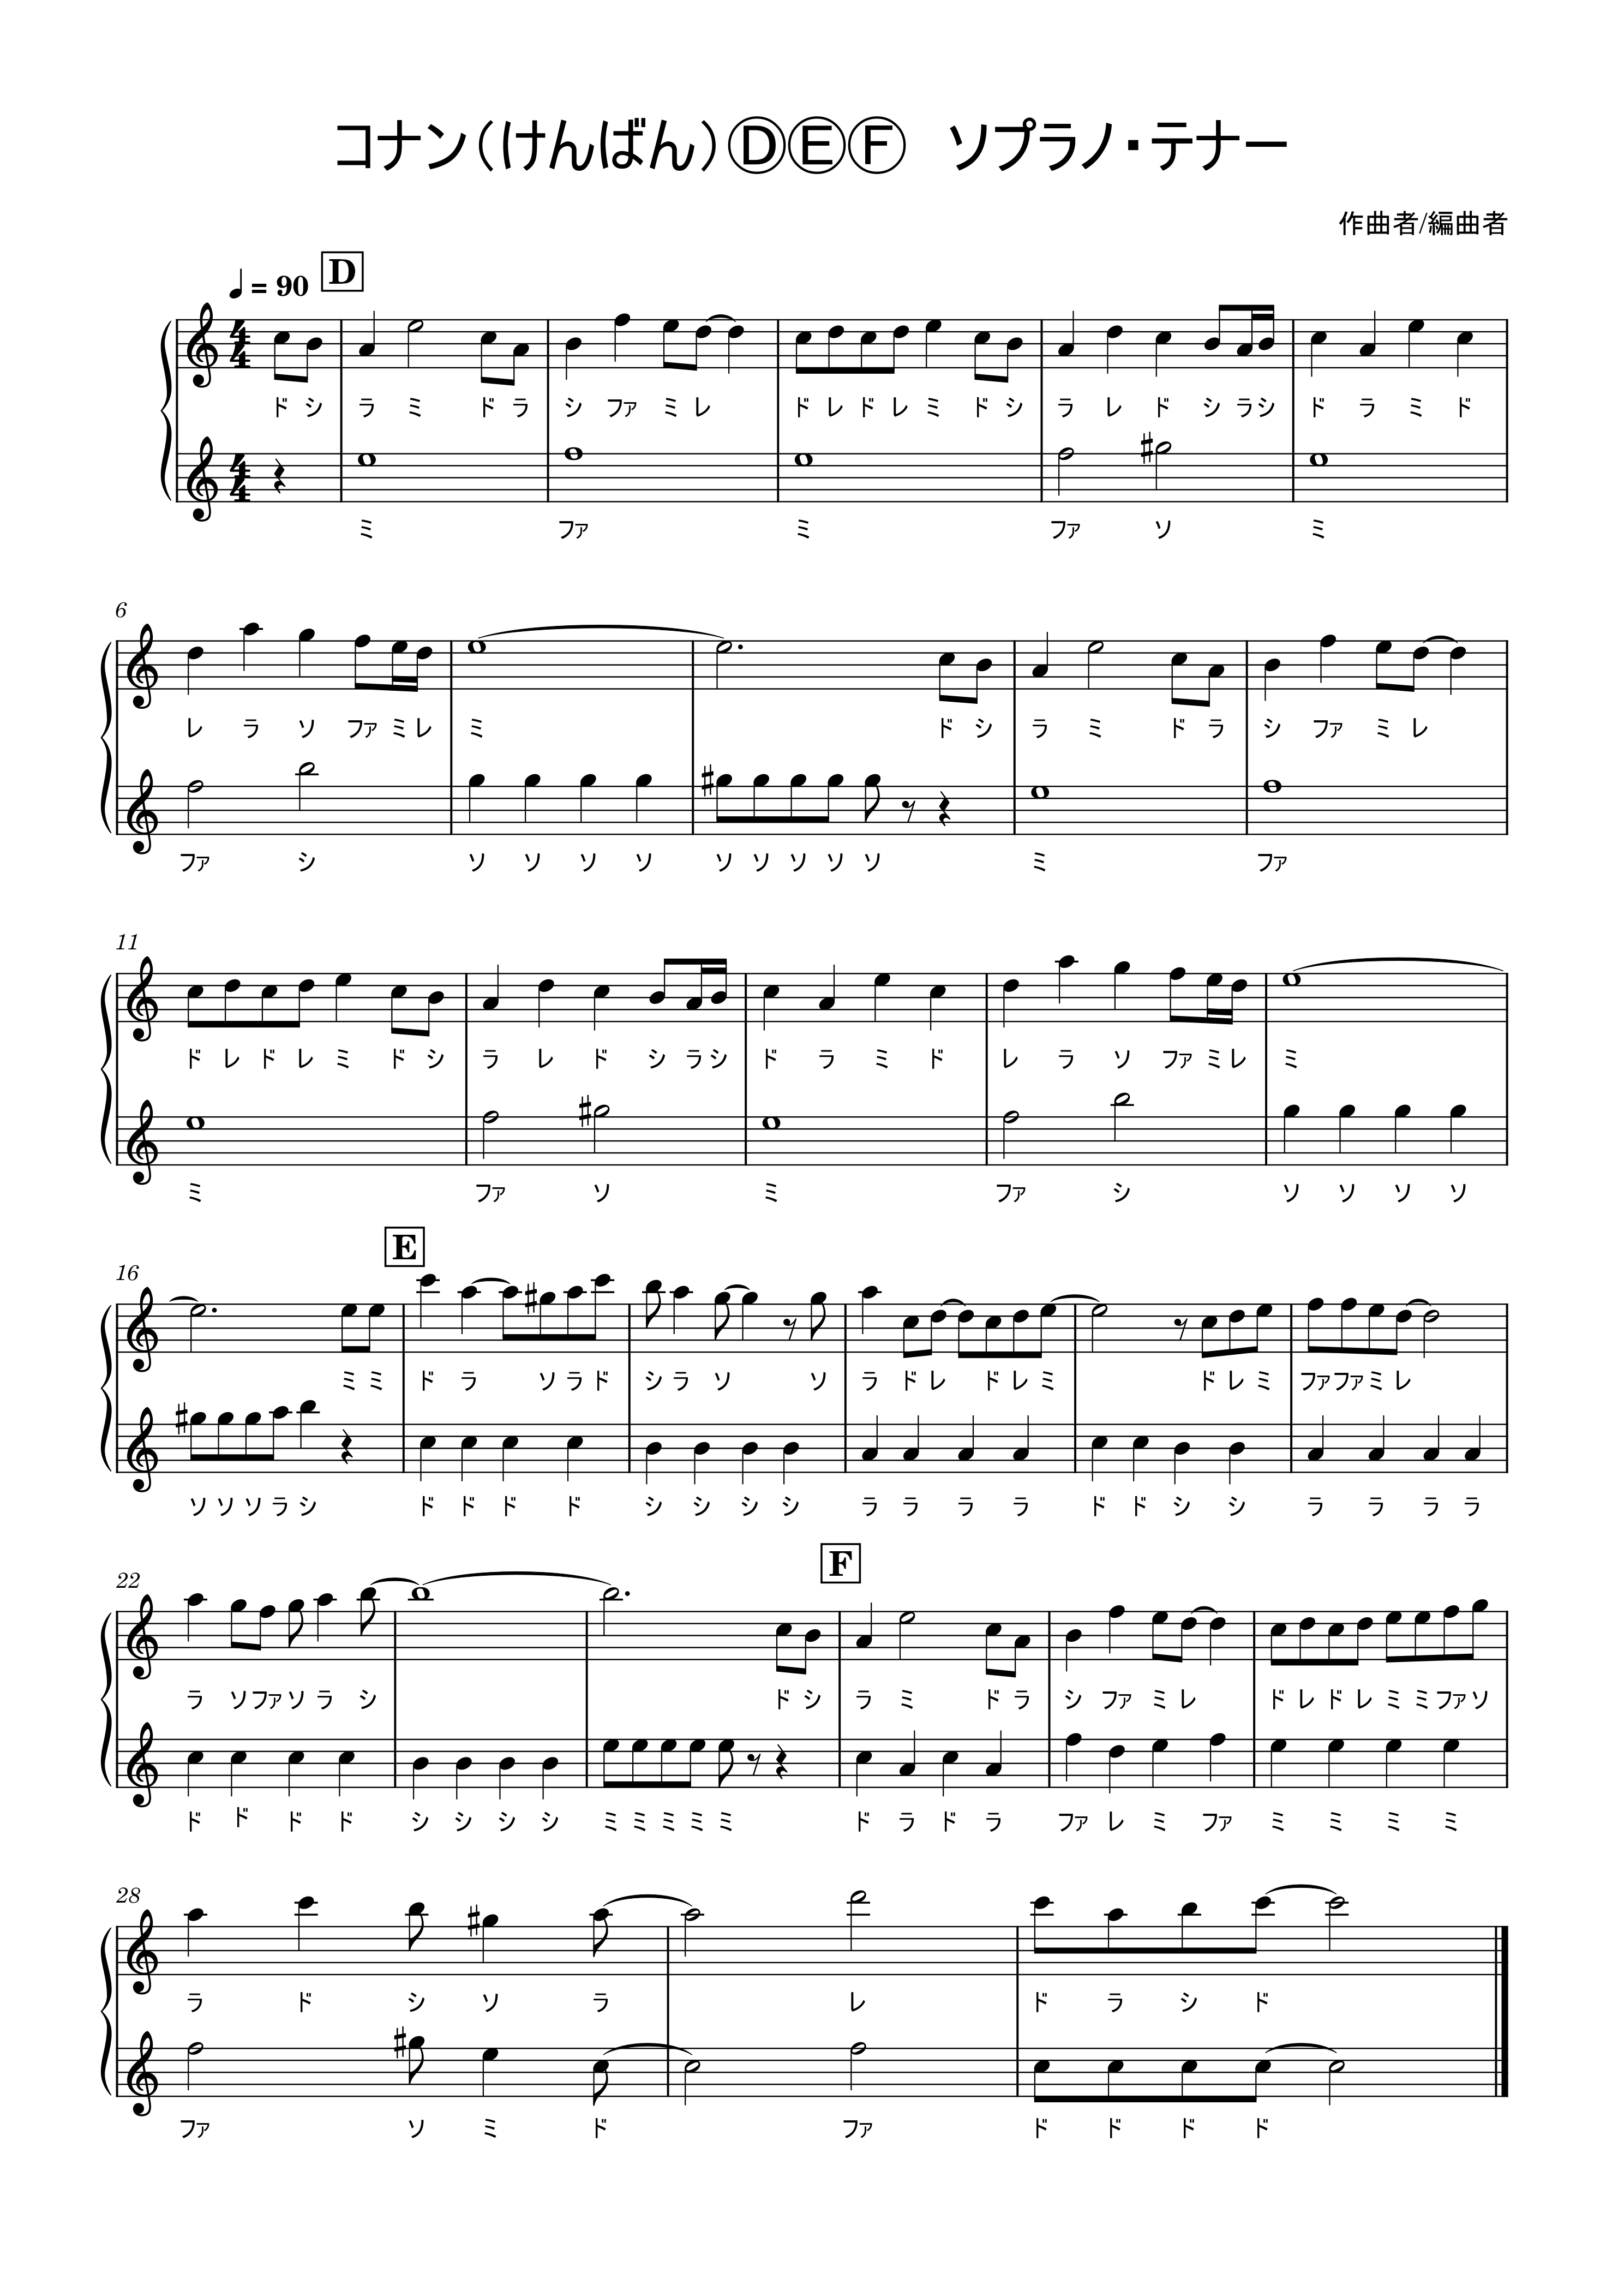 コナン（けんばん）ⒹⒺⒻ　ソプラノ・テナー
作曲者/編曲者
♩ = 90 D
ド シ ラ ミ ド ラ シ ファ ミ レ ド レ ド レ ミ ド シ ラ レ ド シ ラ シ ド ラ ミ ド
ミ ファ ミ ファ ソ ミ
6
レ ラ ソ ファ ミ レ ミ ド シ ラ ミ ド ラ シ ファ ミ レ
ファ シ ソ ソ ソ ソ ソ ソ ソ ソ ソ ミ ファ
11
ド レ ド レ ミ ド シ ラ レ ド シ ラ シ ド ラ ミ ド レ ラ ソ ファ ミ レ ミ
ミ ファ ソ ミ ファ シ ソ ソ ソ ソ
16 E
ミ ミ ド ラ ソ ラ ド シ ラ ソ ソ ラ ド レ ド レ ミ ド レ ミ ファ ファ ミ レ
ソ ソ ソ ラ シ ド ド ド ド シ シ シ シ ラ ラ ラ ラ ド ド シ シ ラ ラ ラ ラ
22 F
ラ ソ ファ ソ ラ シ ド シ ラ ミ ド ラ シ ファ ミ レ ド レ ド レ ミ ミ ファ ソ
ド ド ド ド シ シ シ シ ミ ミ ミ ミ ミ ド ラ ド ラ ファ レ ミ ファ ミ ミ ミ ミ
28
ラ ド シ ソ ラ レ ド ラ シ ド
ファ ソ ミ ド ファ ド ド ド ド